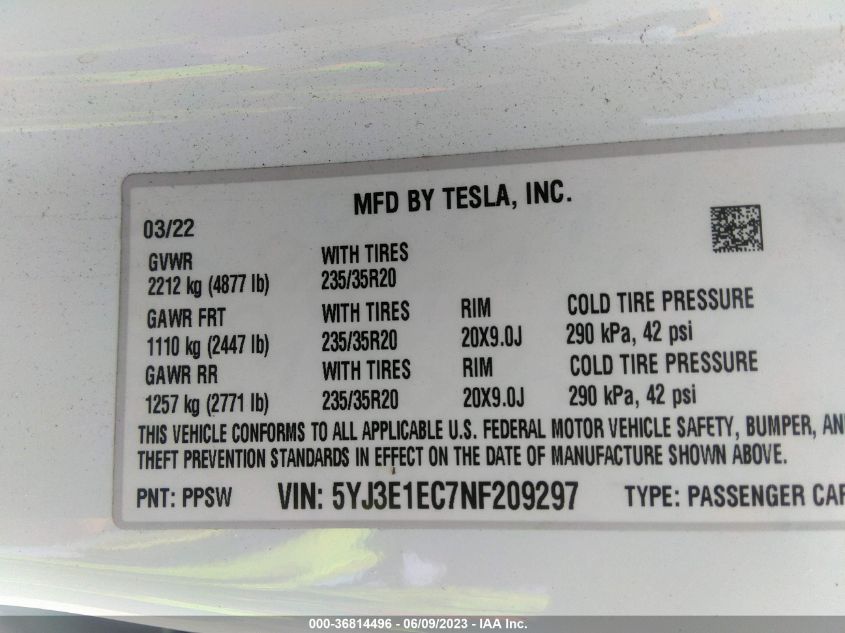 MFD BY TESLA, INC.
03/22
GVWR WITH TIRES
2212 kg (4877 lb) 235/35R20
GAWR FRT WITH TIRES RIM COLD TIRE PRESSURE
1110 kg (2447 lb) 235/35R20 20X9.0J 290 kPa, 42 psi
GAWR RR WITH TIRES RIM COLD TIRE PRESSURE
1257 kg (2771 lb) 235/35R20 20X9.0J 290 kPa, 42 psi
THIS VEHICLE CONFORMS TO ALL APPLICABLE U.S. FEDERAL MOTOR VEHICLE SAFETY, BUMPER, AN
THEFT PREVENTION STANDARDS IN EFFECT ON THE DATE OF MANUFACTURE SHOWN ABOVE.
PNT: PPSW VIN: 5YJ3E1EC7NF209297 TYPE: PASSENGER CAR
000-36814496 - 06/09/2023 - IAA Inc.